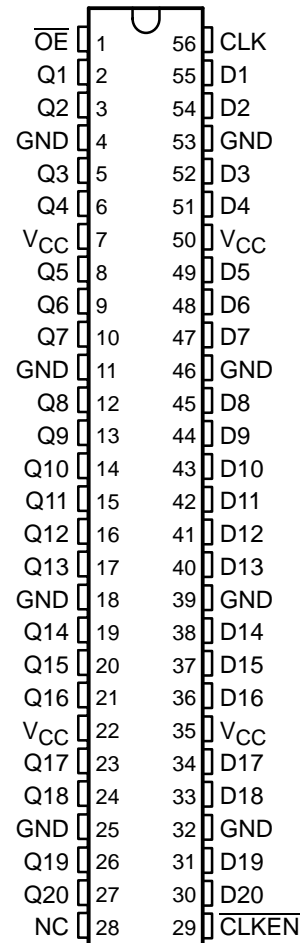 OE 1 56 CLK
Q1 2 55 D1
Q2 3 54 D2
GND 4 53 GND
Q3 5 52 D3
Q4 6 51 D4
VCC 7 50 VCC
Q5 8 49 D5
Q6 9 48 D6
Q7 10 47 D7
GND 11 46 GND
Q8 12 45 D8
Q9 13 44 D9
Q10 14 43 D10
Q11 15 42 D11
Q12 16 41 D12
Q13 17 40 D13
GND 18 39 GND
Q14 19 38 D14
Q15 20 37 D15
Q16 21 36 D16
VCC 22 35 VCC
Q17 23 34 D17
Q18 24 33 D18
GND 25 32 GND
Q19 26 31 D19
Q20 27 30 D20
NC 28 29 CLKEN